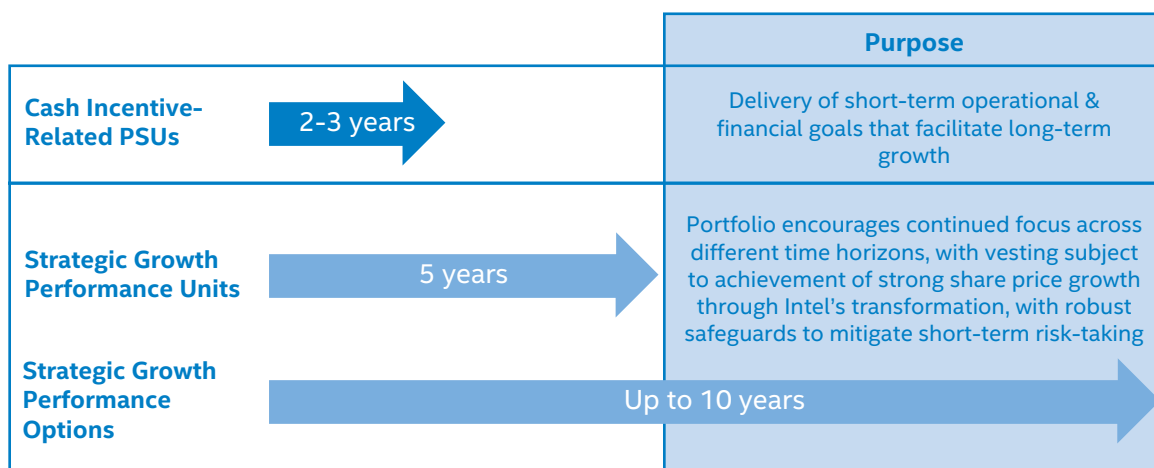 Purpose
Cash Incentive-
Related PSUs
2-3 years
Delivery of short-term operational &
financial goals that facilitate long-term
growth
Strategic Growth
Performance Units
5 years
Portfolio encourages continued focus across
different time horizons, with vesting subject
to achievement of strong share price growth
through Intel’s transformation, with robust
safeguards to mitigate short-term risk-taking
Strategic Growth
Performance
Options
Up to 10 years